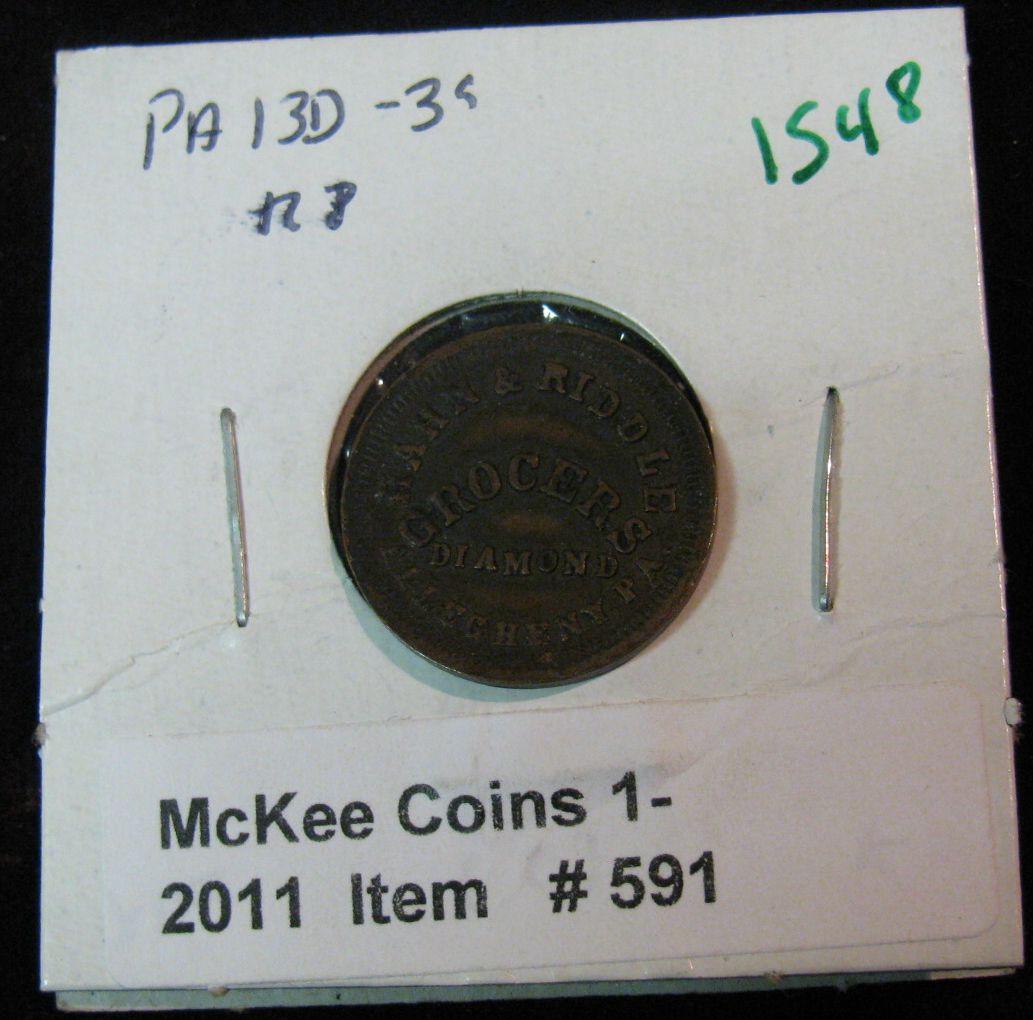 PA 13D-3a
R8
1548
HAHN & RIDDLE
GROCERS
DIAMOND
ALLEGHENY PA
McKee Coins 1-
2011 Item # 591